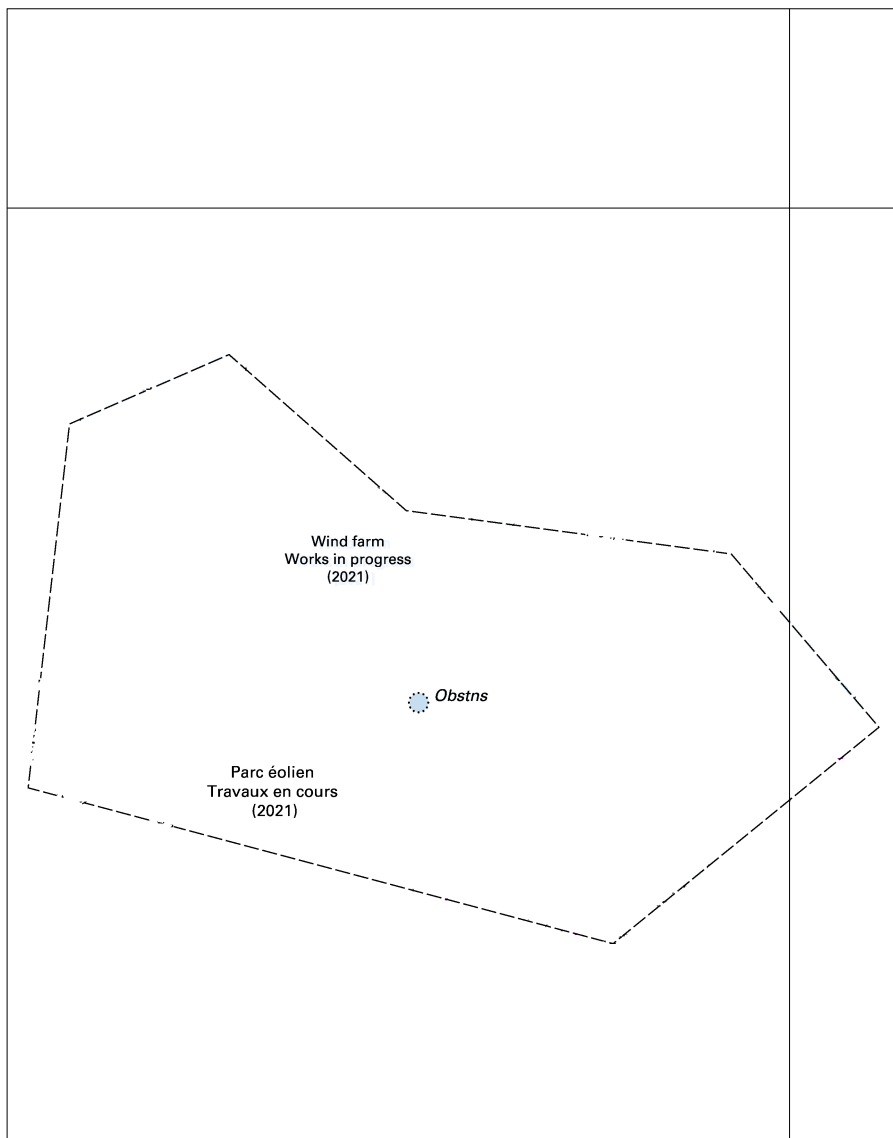 Wind farm
Works in progress
(2021)
Obstns
Parc éolien
Travaux en cours
(2021)